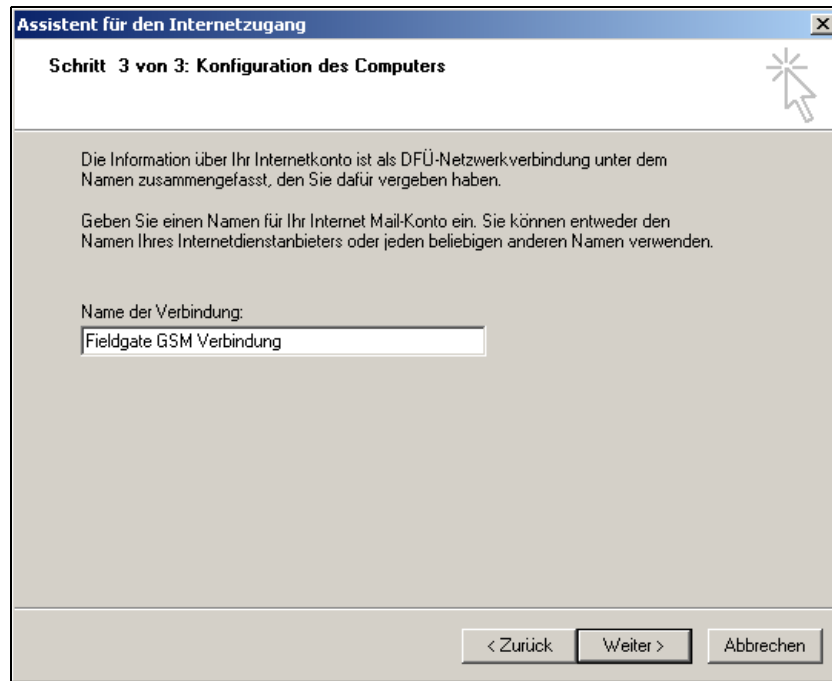 Assistent für den Internetzugang
Schritt 3 von 3: Konfiguration des Computers
Die Information über Ihr Internetkonto ist als DFÜ-Netzwerkverbindung unter dem
Namen zusammengefasst, den Sie dafür vergeben haben.
Geben Sie einen Namen für Ihr Internet Mail-Konto ein. Sie können entweder den
Namen Ihres Internetdienstanbieters oder jeden beliebigen anderen Namen verwenden.
Name der Verbindung:
Fieldgate GSM Verbindung
< Zurück Weiter > Abbrechen